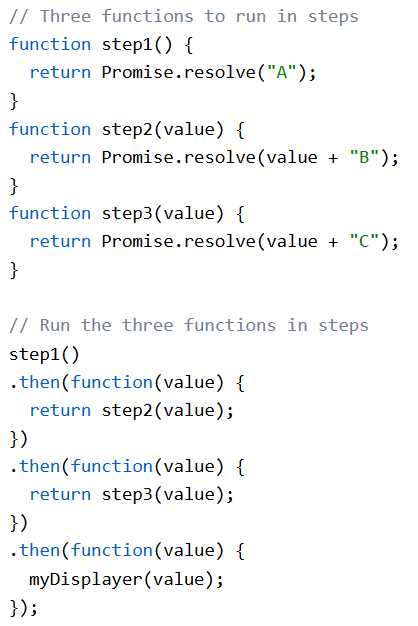 // Three functions to run in steps
function step1() {
  return Promise.resolve("A");
}
function step2(value) {
  return Promise.resolve(value + "B");
}
function step3(value) {
  return Promise.resolve(value + "C");
}

// Run the three functions in steps
step1()
.then(function(value) {
  return step2(value);
})
.then(function(value) {
  return step3(value);
})
.then(function(value) {
  myDisplayer(value);
});